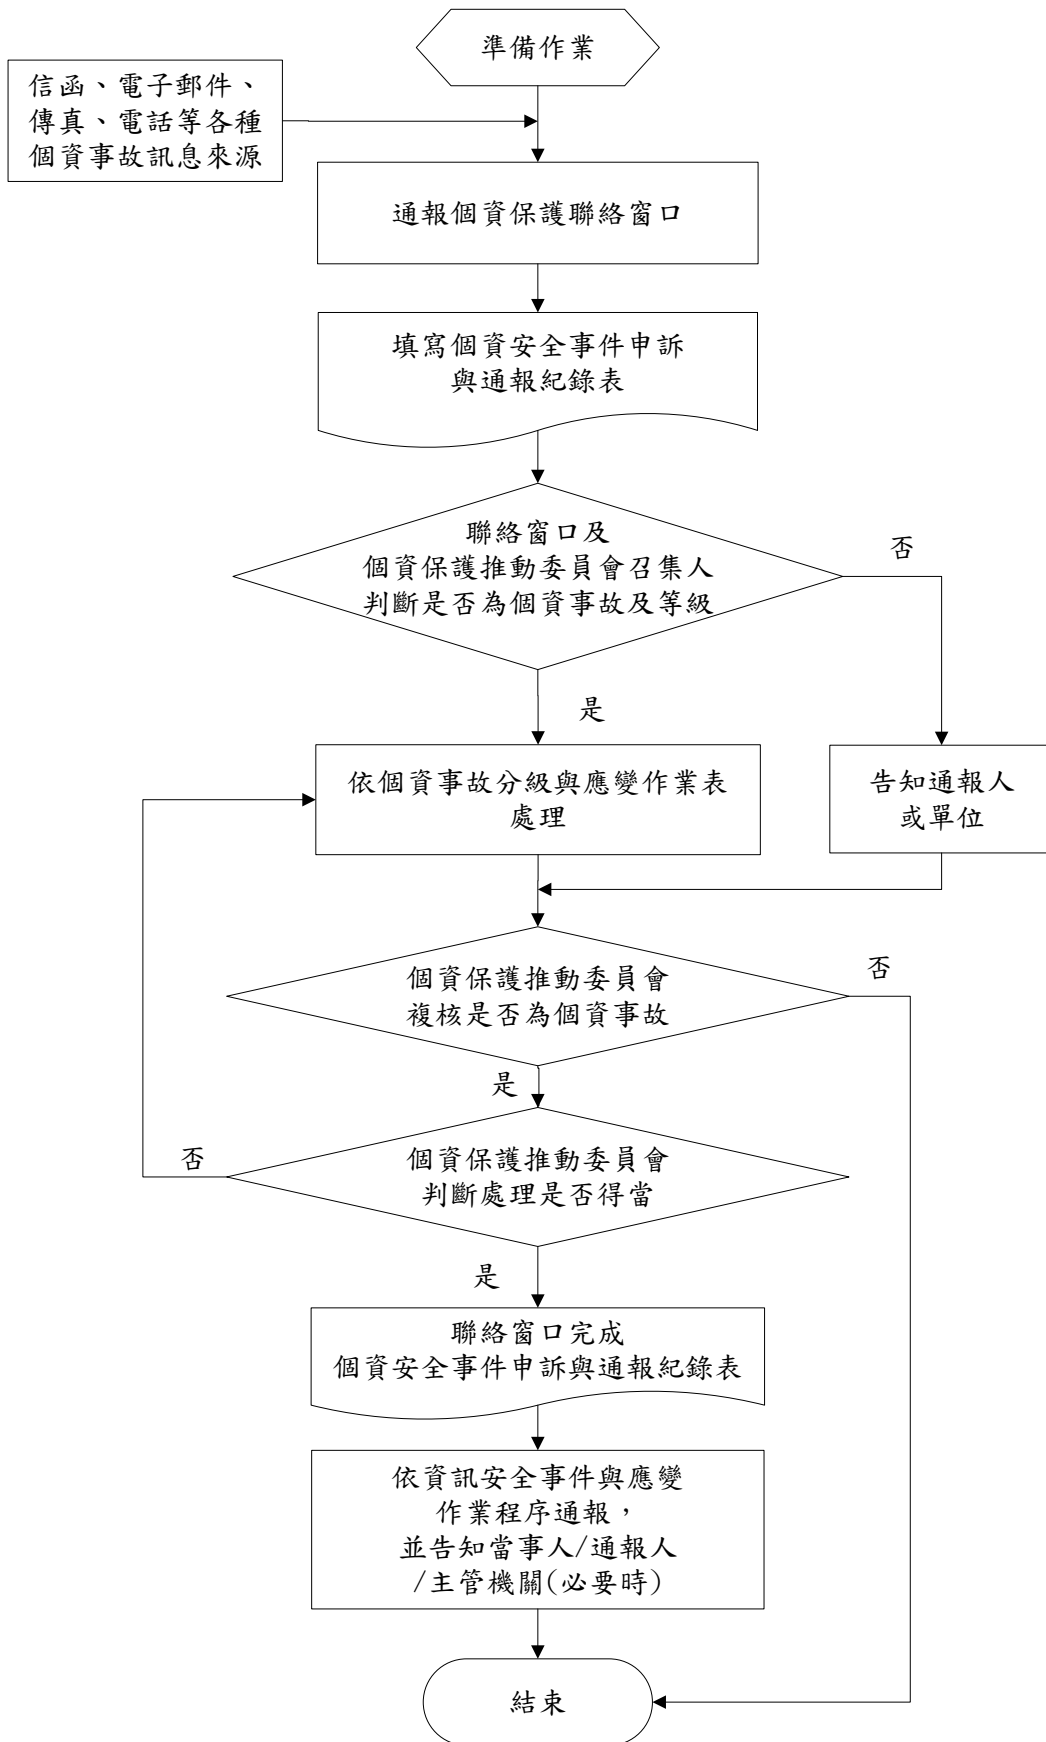 準備作業
信函、電子郵件、
傳真、電話等各種
個資事故訊息來源
通報個資保護聯絡窗口
填寫個資安全事件申訴
與通報紀錄表
聯絡窗口及
個資保護推動委員會召集人
判斷是否為個資事故及等級
否
是
依個資事故分級與應變作業表
處理
告知通報人
或單位
個資保護推動委員會
複核是否為個資事故
否
是
個資保護推動委員會
判斷處理是否得當
否
是
聯絡窗口完成
個資安全事件申訴與通報紀錄表
依資訊安全事件與應變
作業程序通報，
並告知當事人/通報人
/主管機關(必要時)
結束